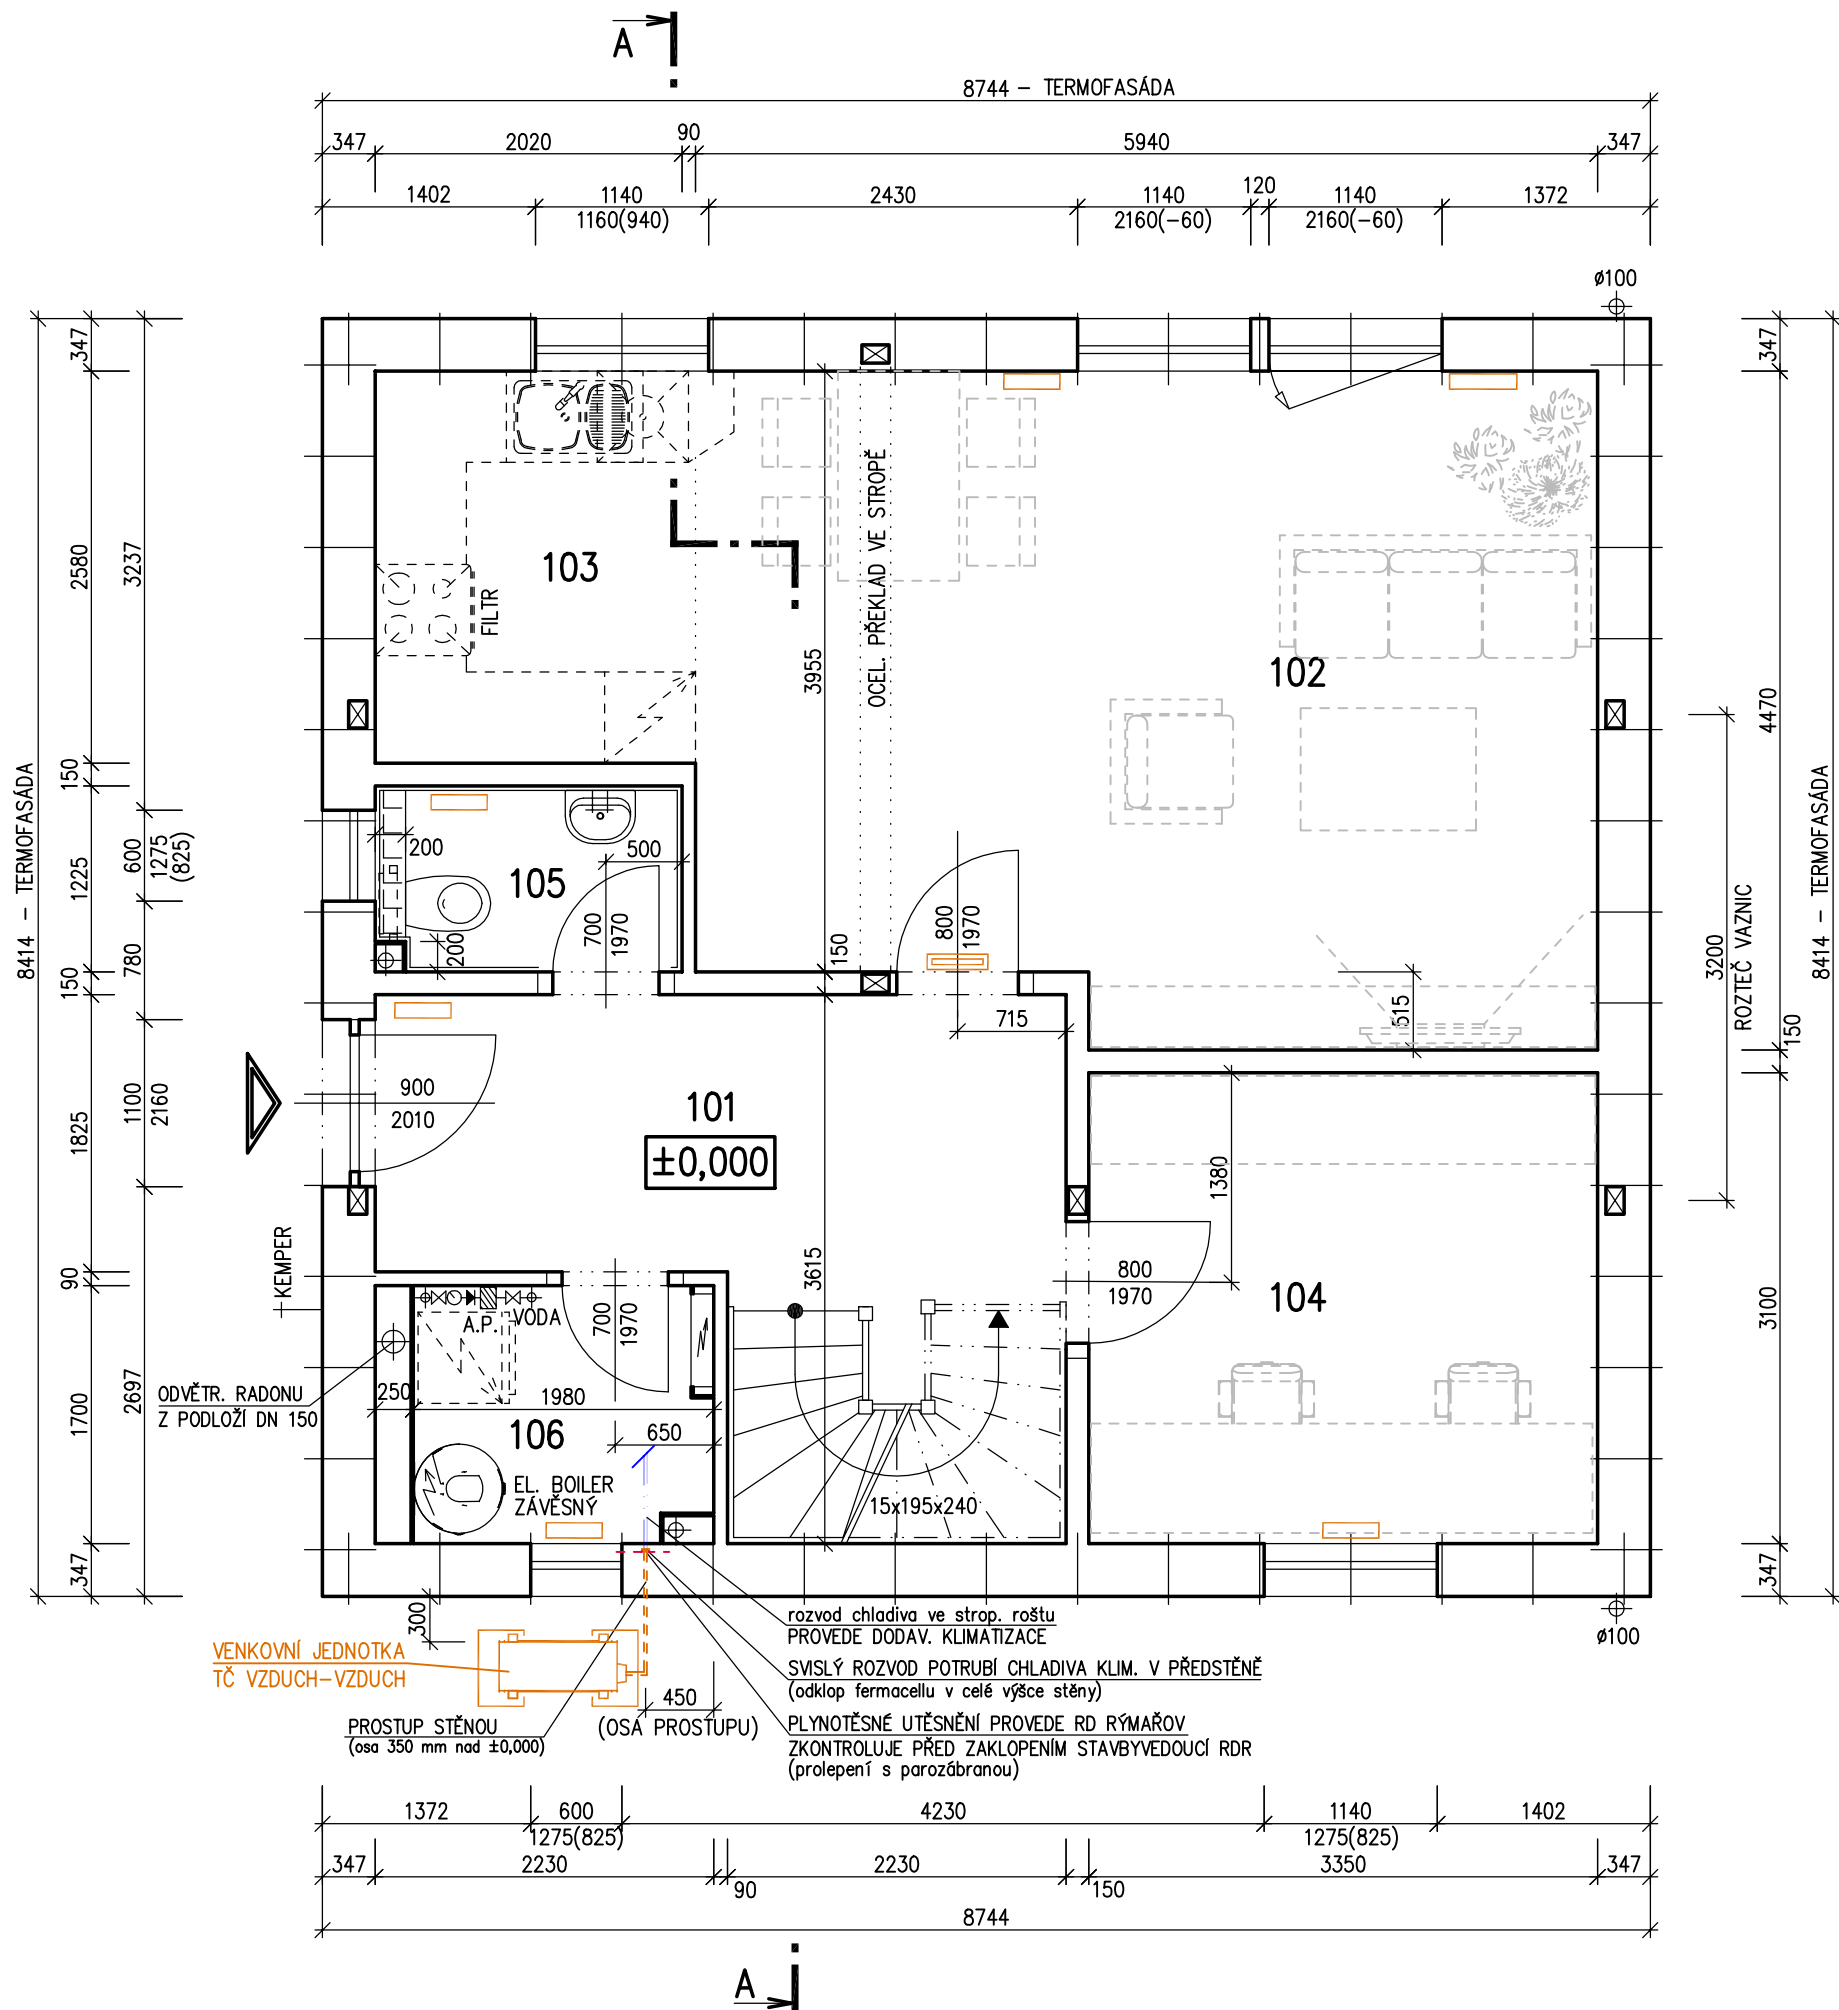 A
8744 – TERMOFASÁDA
347
2020
90
5940
347
1402
1140
1160(940)
2430
1140
2160(-60)
120
1140
2160(-60)
1372
ø100
8414 – TERMOFASÁDA
347
2580
150
1225
150
1825
90
1700
347
3237
600
1275
(825)
780
1100
2160
2697
103
FILTR
3955
OCEL. PŘEKLAD VE STROPĚ
102
347
4470
150
3100
347
3200
ROZTEČ VAZNIC
8414 – TERMOFASÁDA
200
500
105
700
1970
200
150
800
1970
715
515
900
2010
101
±0,000
1380
3615
800
1970
104
KEMPER
A.P.
VODA
700
1970
ODVĚTR. RADONU
Z PODLOŽÍ DN 150
250
1980
106
650
EL. BOILER
ZÁVĚSNÝ
15x195x240
300
VENKOVNÍ JEDNOTKA
TČ VZDUCH–VZDUCH
450
(OSA PROSTUPU)
PROSTUP STĚNOU
(osa 350 mm nad ±0,000)
rozvod chladiva ve strop. roštu
PROVEDE DODAV. KLIMATIZACE
SVISLÝ ROZVOD POTRUBÍ CHLADIVA KLIM. V PŘEDSTĚNĚ
(odklop fermacellu v celé výšce stěny)
PLYNOTĚSNÉ UTĚSNĚNÍ PROVEDE RD RÝMAŘOV
ZKONTROLUJE PŘED ZAKLOPENÍM STAVBYVEDOUCÍ RDR
(prolepení s parozábranou)
ø100
1372
600
1275(825)
4230
1140
1275(825)
1402
347
2230
90
2230
150
3350
347
8744
A